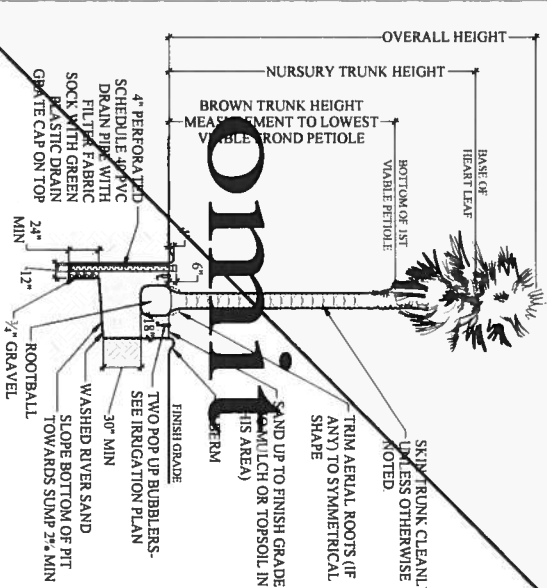 OVERALL HEIGHT
NURSURY TRUNK HEIGHT
BROWN TRUNK HEIGHT
MEASUREMENT TO LOWEST
VIABLE FROND PETIOLE
BASE OF
HEART LEAF
BOTTOM OF 1ST
VIABLE PETIOLE
4" PERFORATED
SCHEDULE 40 PVC
DRAIN PIPE WITH
FILTER FABRIC
SOCK WITH GREEN
PLASTIC DRAIN
GRATE CAP ON TOP
omit
24"
MIN
12"
6"
18"
¾" GRAVEL
ROOTBALL
WASHED RIVER SAND
SLOPE BOTTOM OF PIT
TOWARDS SUMP 2% MIN
30" MIN
TWO POP UP BUBBLERS-
SEE IRRIGATION PLAN
FINISH GRADE
BERM
SAND UP TO FINISH GRADE
MULCH OR TOPSOIL IN
THIS AREA)
TRIM AERIAL ROOTS (IF
ANY) TO SYMMETRICAL
SHAPE
SKIN TRUNK CLEANL
UNLESS OTHERWISE
NOTED.